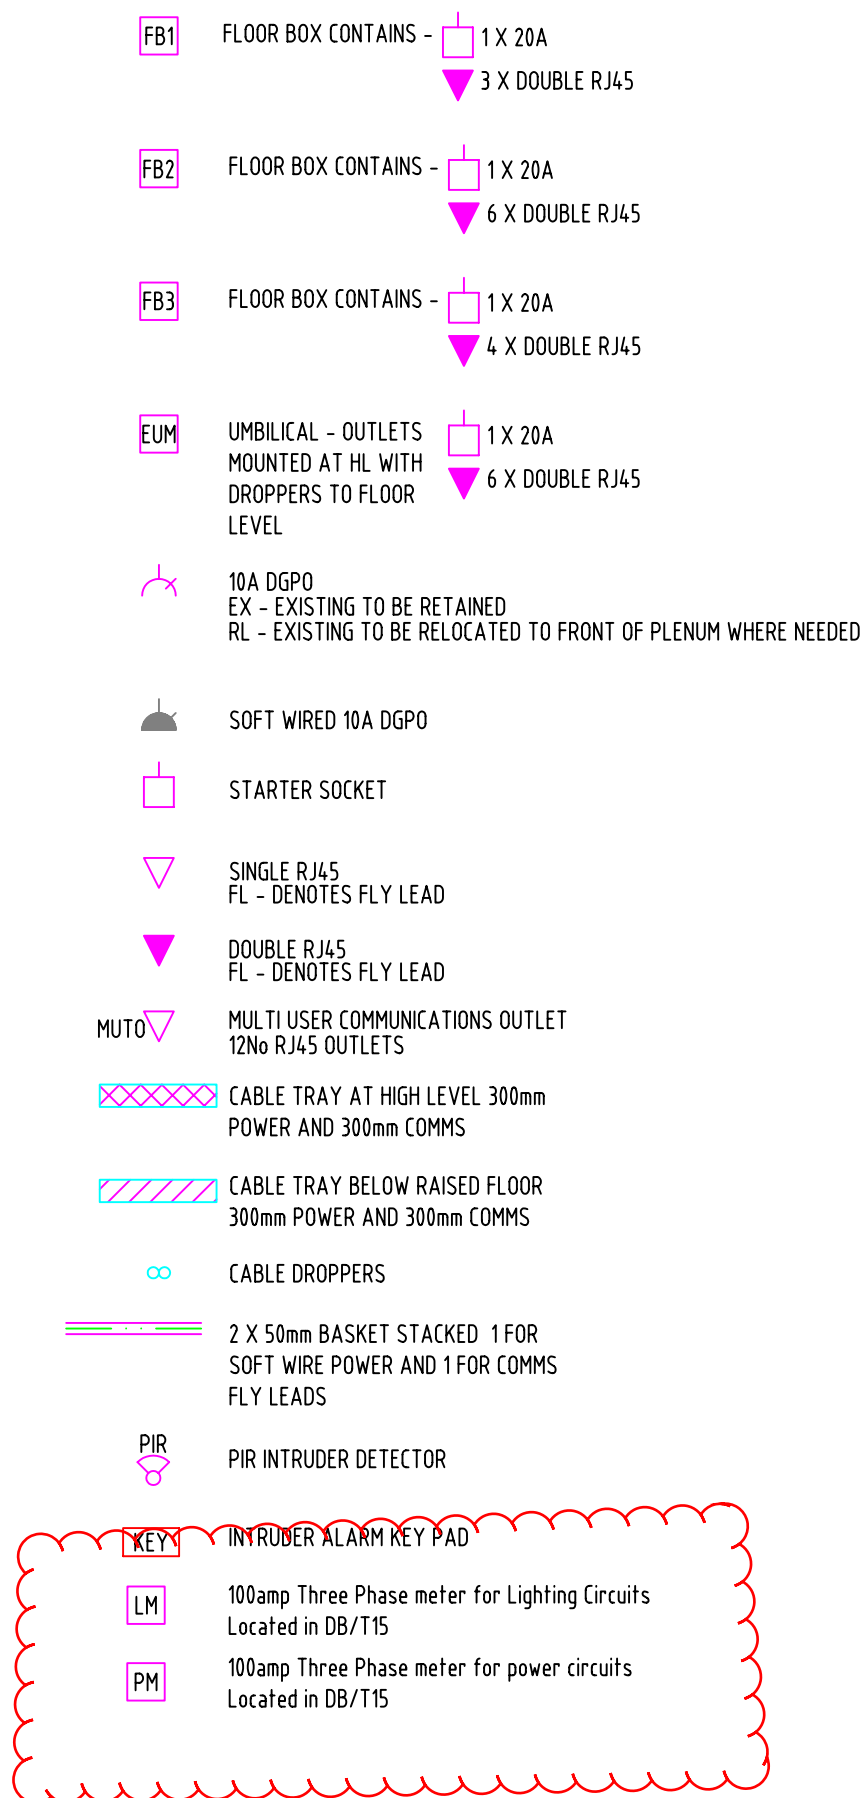 FB1 FLOOR BOX CONTAINS - 1 X 20A
3 X DOUBLE RJ45
FB2 FLOOR BOX CONTAINS - 1 X 20A
6 X DOUBLE RJ45
FB3 FLOOR BOX CONTAINS - 1 X 20A
4 X DOUBLE RJ45
EUM UMBILICAL - OUTLETS 1 X 20A
MOUNTED AT HL WITH
6 X DOUBLE RJ45
DROPPERS TO FLOOR
LEVEL
10A DGPO
EX - EXISTING TO BE RETAINED
RL - EXISTING TO BE RELOCATED TO FRONT OF PLENUM WHERE NEEDED
SOFT WIRED 10A DGPO
STARTER SOCKET
SINGLE RJ45
FL - DENOTES FLY LEAD
DOUBLE RJ45
FL - DENOTES FLY LEAD
MUTO MULTI USER COMMUNICATIONS OUTLET
12No RJ45 OUTLETS
CABLE TRAY AT HIGH LEVEL 300mm
POWER AND 300mm COMMS
CABLE TRAY BELOW RAISED FLOOR
300mm POWER AND 300mm COMMS
CABLE DROPPERS
2 X 50mm BASKET STACKED 1 FOR
SOFT WIRE POWER AND 1 FOR COMMS
FLY LEADS
PIR
PIR INTRUDER DETECTOR
KEY INTRUDER ALARM KEY PAD
LM 100amp Three Phase meter for Lighting Circuits
Located in DB/T15
PM 100amp Three Phase meter for power circuits
Located in DB/T15